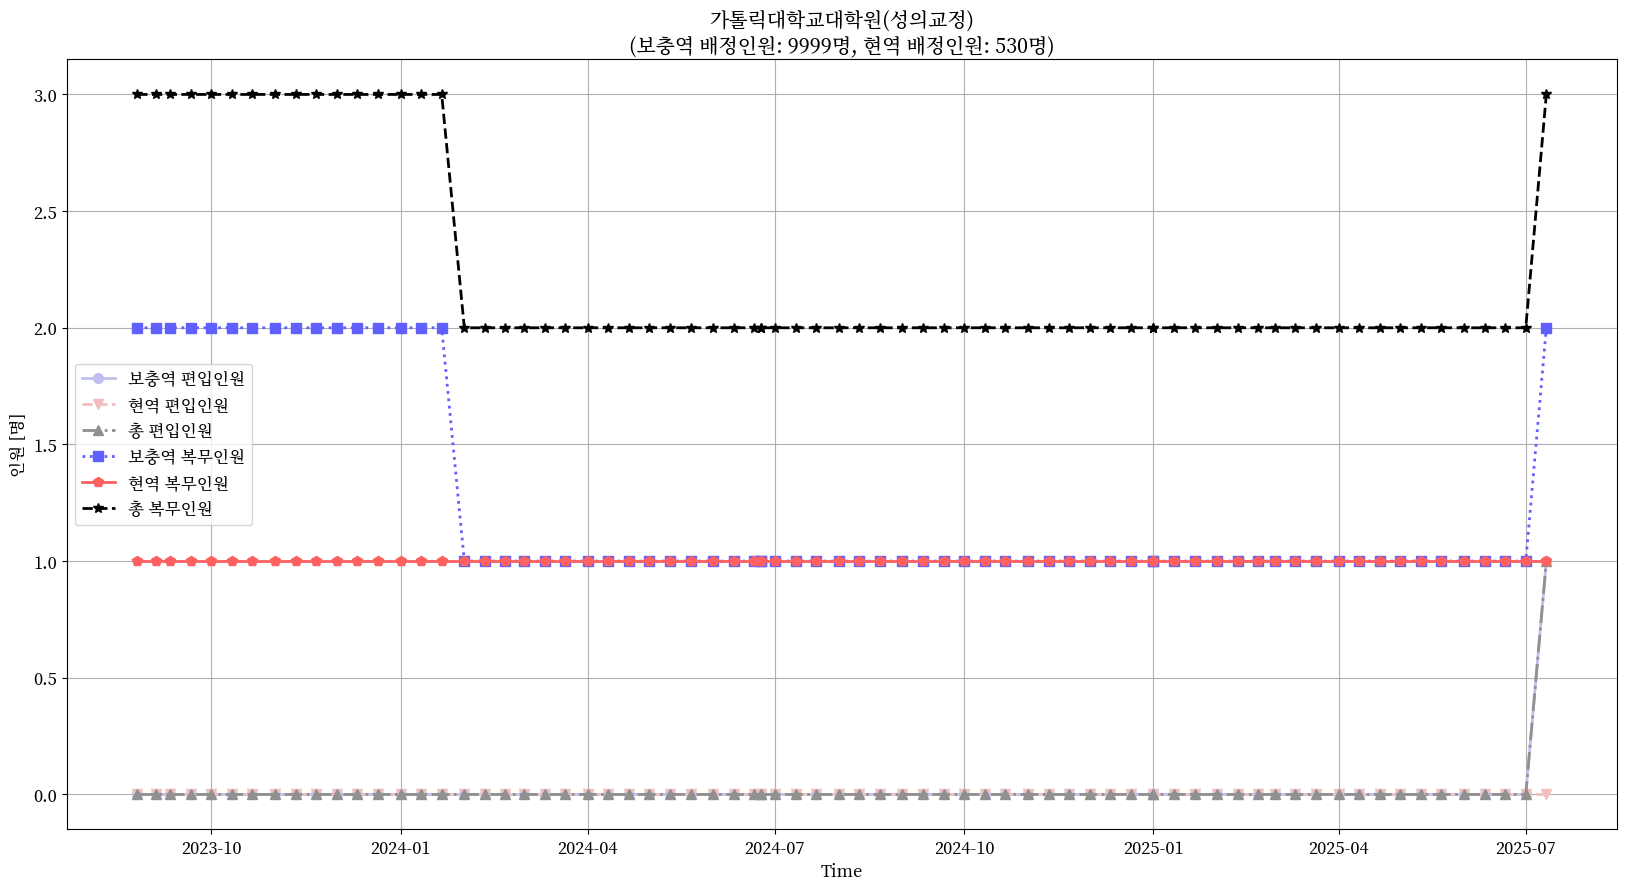 가톨릭대학교대학원(성의교정)
(보충역 배정인원: 9999명, 현역 배정인원: 530명)
3.0
2.5
2.0
1.5
1.0
0.5
0.0
인원 [명]
보충역 편입인원
현역 편입인원
총 편입인원
보충역 복무인원
현역 복무인원
총 복무인원
2023-10
2024-01
2024-04
2024-07
2024-10
2025-01
2025-04
2025-07
Time